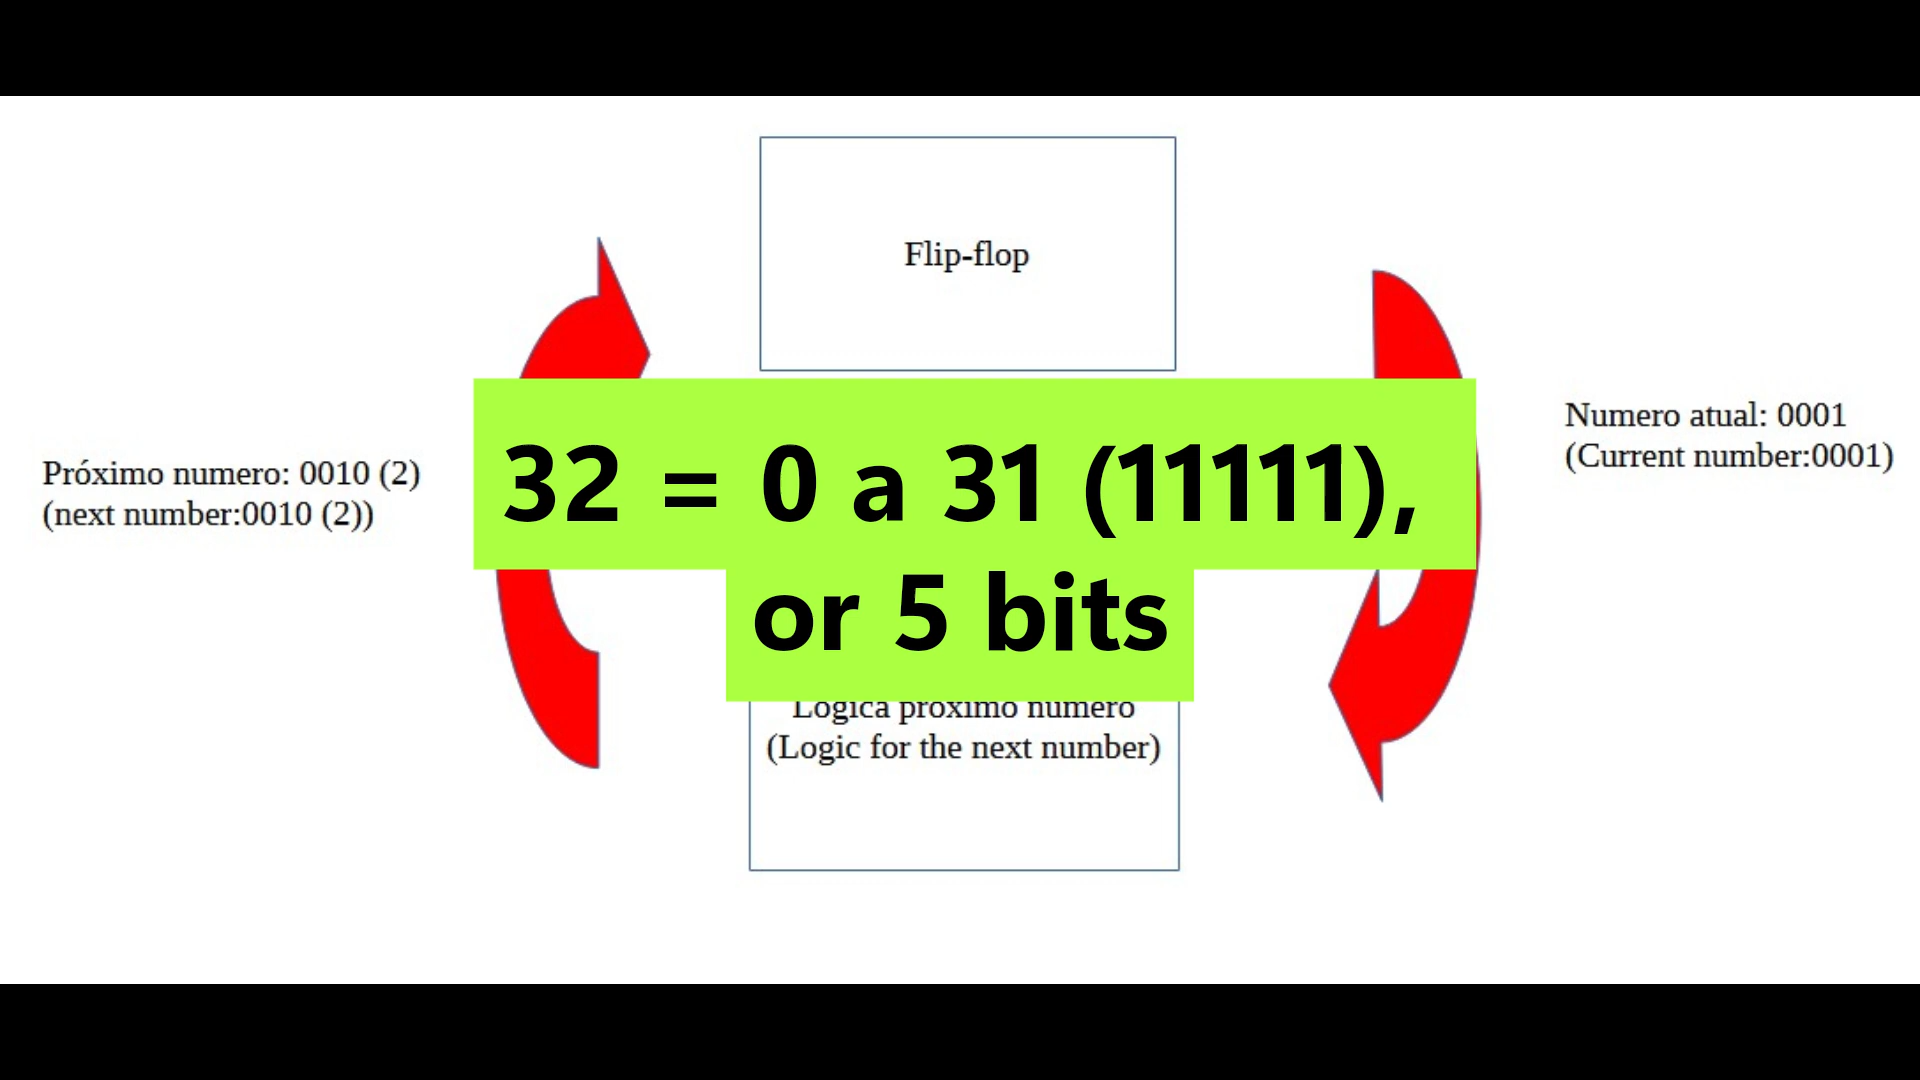 Flip-flop
Próximo numero: 0010 (2)
(next number:0010 (2))
32 = 0 a 31 (11111),
or 5 bits
Numero atual: 0001
(Current number:0001)
Logica proximo numero
(Logic for the next number)